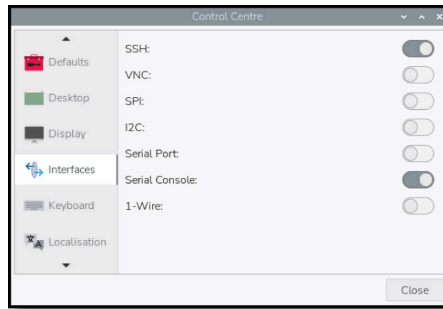 Control Centre
Defaults
Desktop
Display
Interfaces
Keyboard
Localisation
SSH:
VNC:
SPI:
I2C:
Serial Port:
Serial Console:
1-Wire:
Close